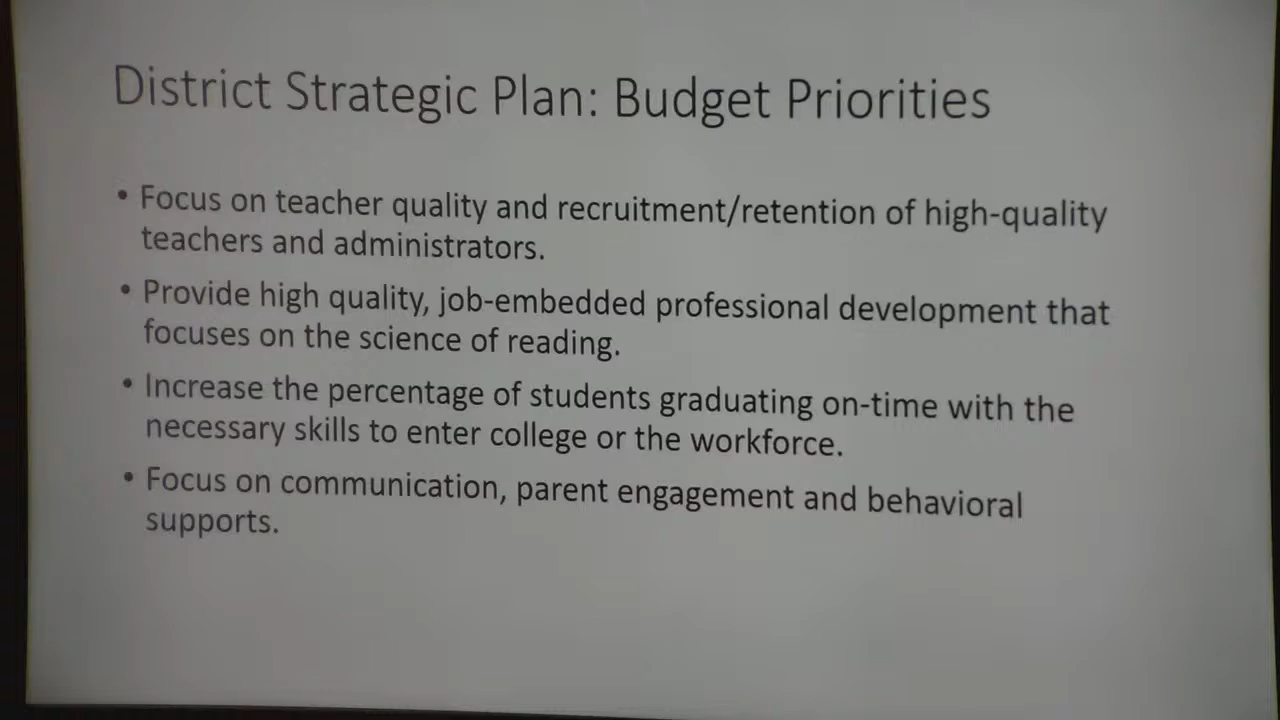 District Strategic Plan: Budget Priorities
• Focus on teacher quality and recruitment/retention of high-quality
teachers and administrators.
• Provide high quality, job-embedded professional development that
focuses on the science of reading.
• Increase the percentage of students graduating on-time with the
necessary skills to enter college or the workforce.
• Focus on communication, parent engagement and behavioral
supports.